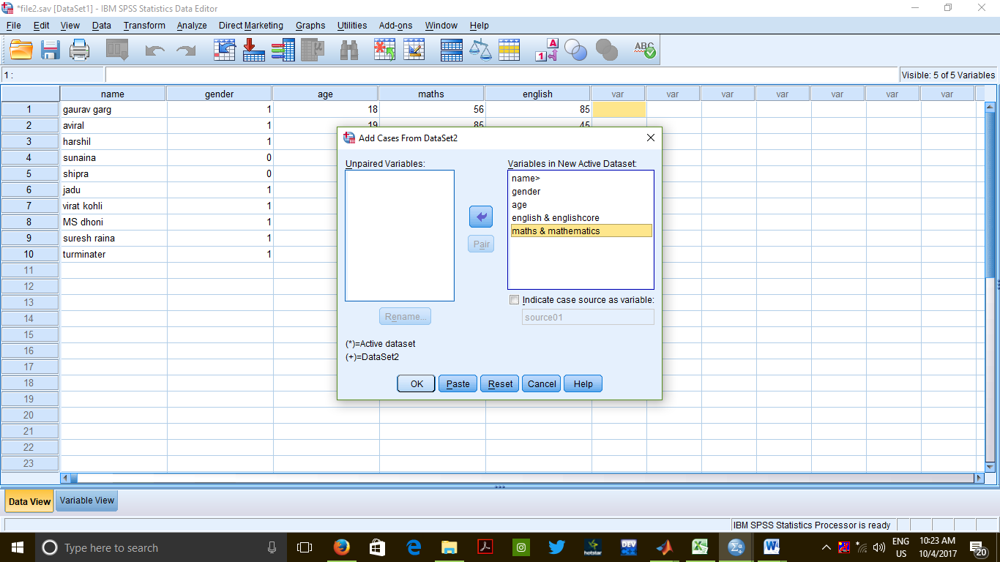 *file2.sav [DataSet1] - IBM SPSS Statistics Data Editor
File Edit View Data Transform Analyze Direct Marketing Graphs Utilities Add-ons Window Help
1 A
ABC
1 :
Visible: 5 of 5 Variables
name gender age maths english var var var var var var var
1 gaurav garg 1 18 56 85
2 aviral 1 19 85 45
3 harshil 1
4 sunaina 0
5 shipra 0
6 jadu 1
7 virat kohli 1
8 MS dhoni 1
9 suresh raina 1
10 turminater 1
11
12
13
14
15
16
17
18
19
20
21
22
23
Add Cases From DataSet2
Unpaired Variables:
Variables in New Active Dataset:
name>
gender
age
english & englishcore
maths & mathematics
Pair
Indicate case source as variable:
source01
Rename...
(*)=Active dataset
(+)=DataSet2
OK Paste Reset Cancel Help
Data View Variable View
IBM SPSS Statistics Processor is ready
Type here to search
hotstar
DEV
ENG
US
10:23 AM
10/4/2017
20